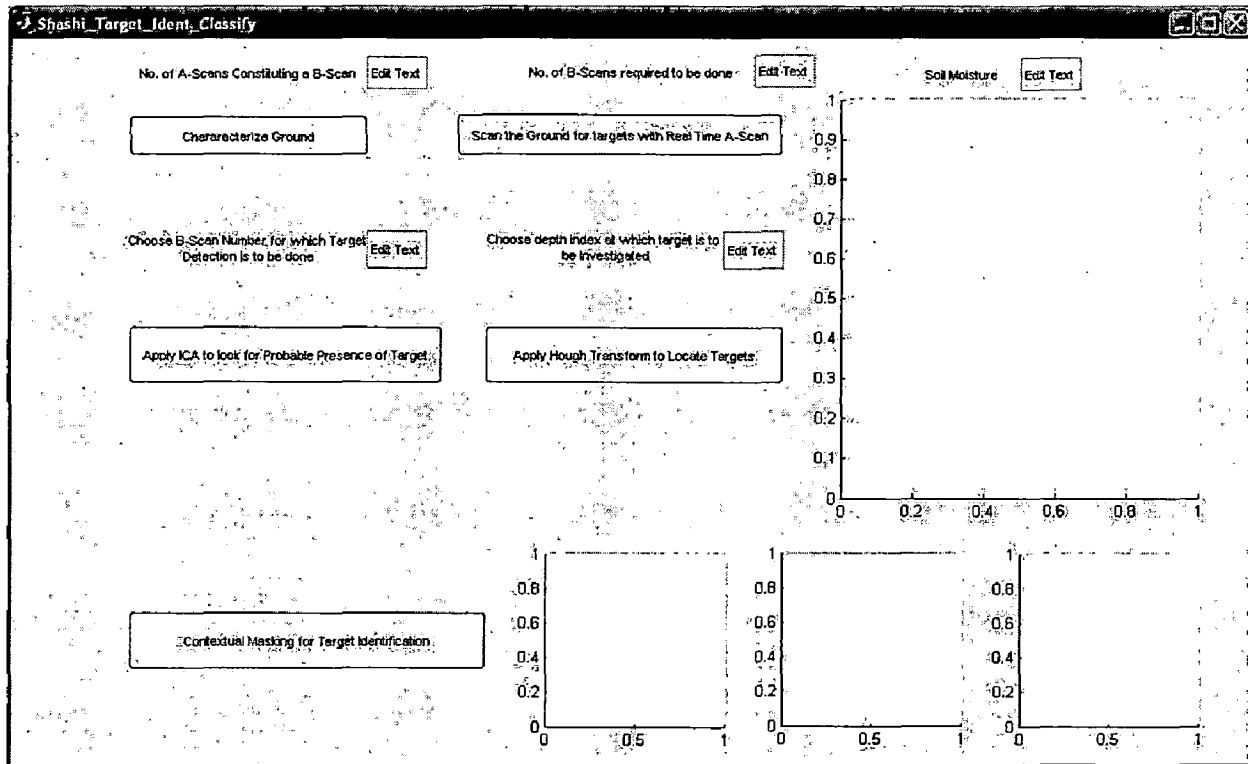 Shashi_Target_Ident_Classify
No. of A-Scans Constituting a B-Scan Edit Text No. of B-Scans required to be done Edit Text Soil Moisture Edit Text
Chararacterize Ground Scan the Ground for targets with Real Time A-Scan
Choose B-Scan Number, for which Target
Detection is to be done
Edit Text
Choose depth index at which target is to
be investigated
Edit Text
Apply ICA to look for Probable Presence of Target
Apply Hough Transform to Locate Targets
1
0.9
0.8
0.7
0.6
0.5
0.4
0.3
0.2
0.1
0
0 0.2 0.4 0.6 0.8 1
Contextual Masking for Target Identification
1
0.8
0.6
0.4
0.2
0
0 0.5 1
1
0.8
0.6
0.4
0.2
0
0 0.5 1
1
0.8
0.6
0.4
0.2
0
0 0.5 1